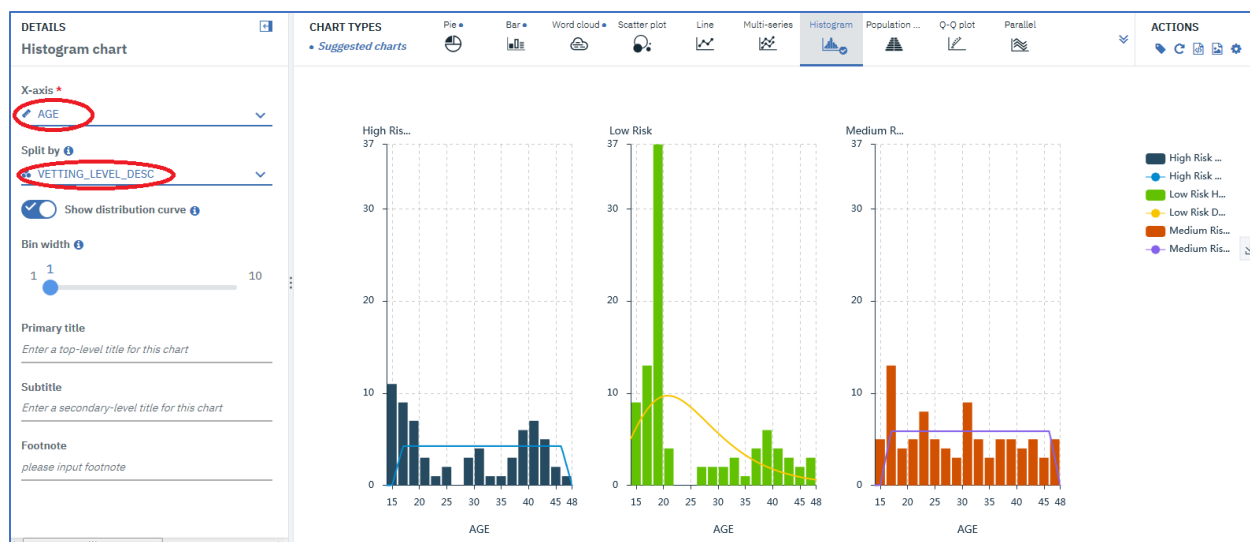 DETAILS
Histogram chart
X-axis *
AGE
Split by
VETTING_LEVEL_DESC
Show distribution curve
Bin width
1 1 10
Primary title
Enter a top-level title for this chart
Subtitle
Enter a secondary-level title for this chart
Footnote
please input footnote
CHART TYPES
• Suggested charts
Pie • Bar • Word cloud • Scatter plot Line Multi-series Histogram Population ... Q-Q plot Parallel
ACTIONS
High Ris...
37
30
20
10
0
15 20 25 30 35 40 45 48
AGE
Low Risk
37
30
20
10
0
15 20 25 30 35 40 45 48
AGE
Medium R...
37
30
20
10
0
15 20 25 30 35 40 45 48
AGE
High Risk ...
High Risk ...
Low Risk H...
Low Risk D...
Medium Ris...
Medium Ris...